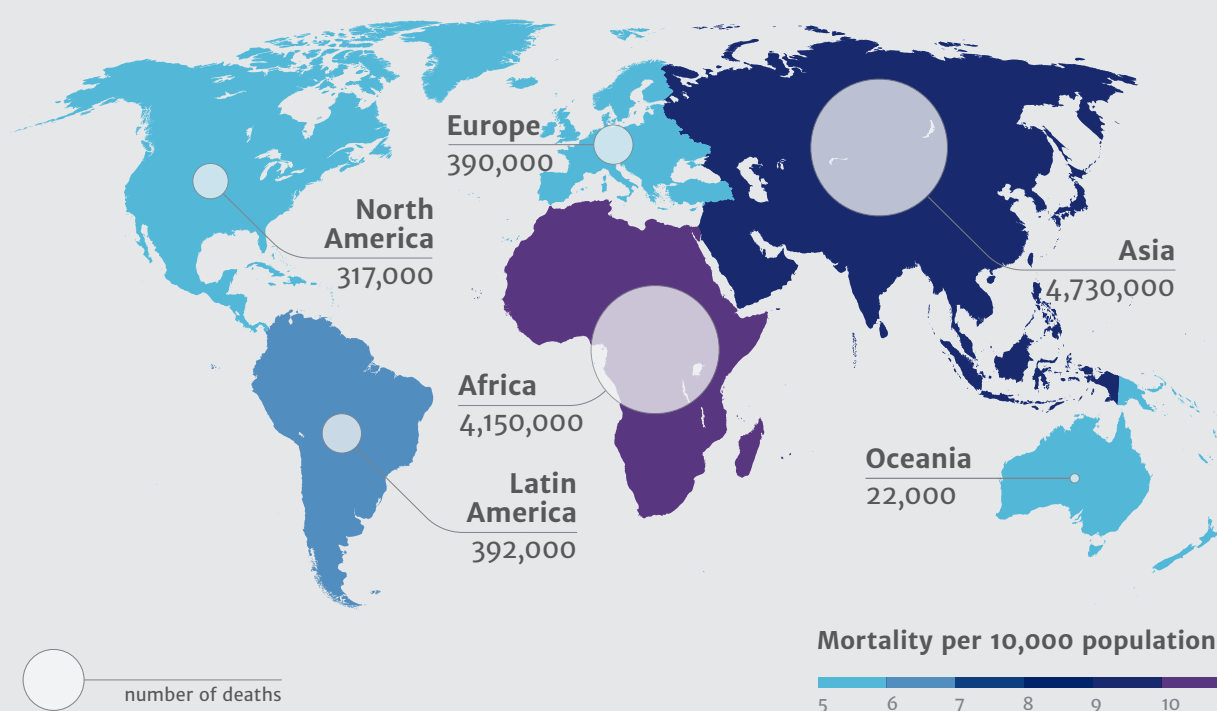 Europe
390,000
North
America
317,000
Asia
4,730,000
Africa
4,150,000
Latin
America
392,000
Oceania
22,000
number of deaths
Mortality per 10,000 population
5 6 7 8 9 10